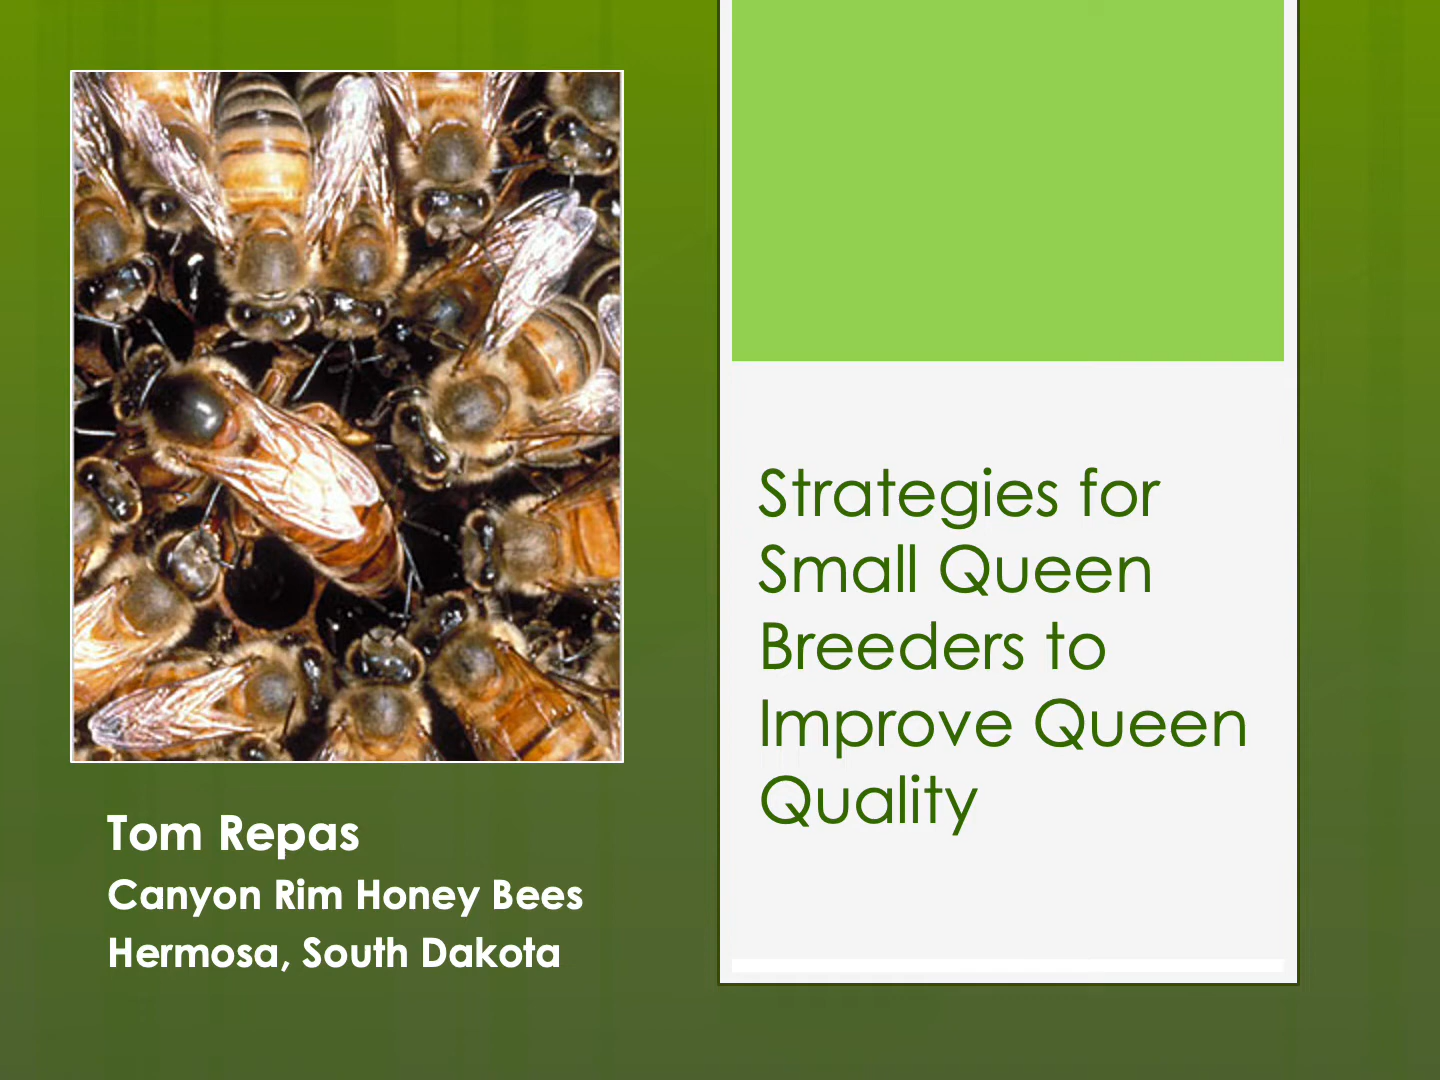 Strategies for
Small Queen
Breeders to
Improve Queen
Quality
Tom Repas
Canyon Rim Honey Bees
Hermosa, South Dakota